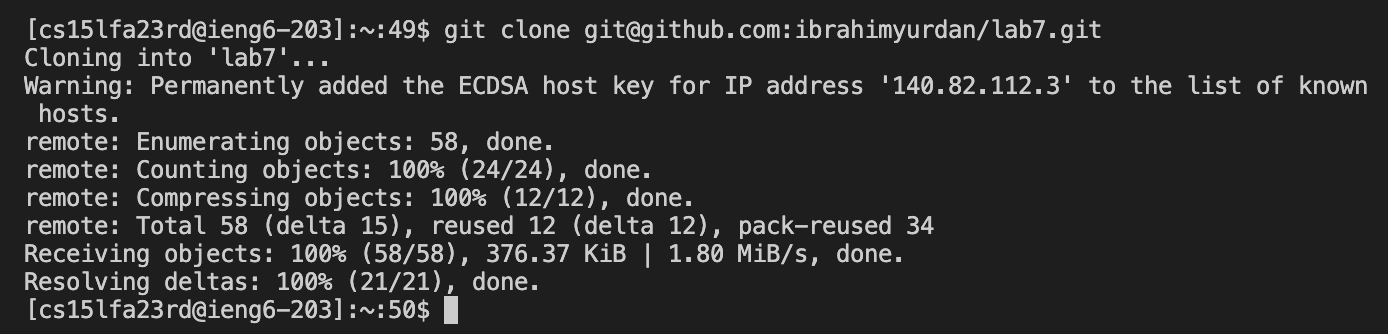 [cs15lfa23rd@ieng6-203]:~:49$ git clone git@github.com:ibrahimyurdan/lab7.git
Cloning into 'lab7'...
Warning: Permanently added the ECDSA host key for IP address '140.82.112.3' to the list of known
 hosts.
remote: Enumerating objects: 58, done.
remote: Counting objects: 100% (24/24), done.
remote: Compressing objects: 100% (12/12), done.
remote: Total 58 (delta 15), reused 12 (delta 12), pack-reused 34
Receiving objects: 100% (58/58), 376.37 KiB | 1.80 MiB/s, done.
Resolving deltas: 100% (21/21), done.
[cs15lfa23rd@ieng6-203]:~:50$